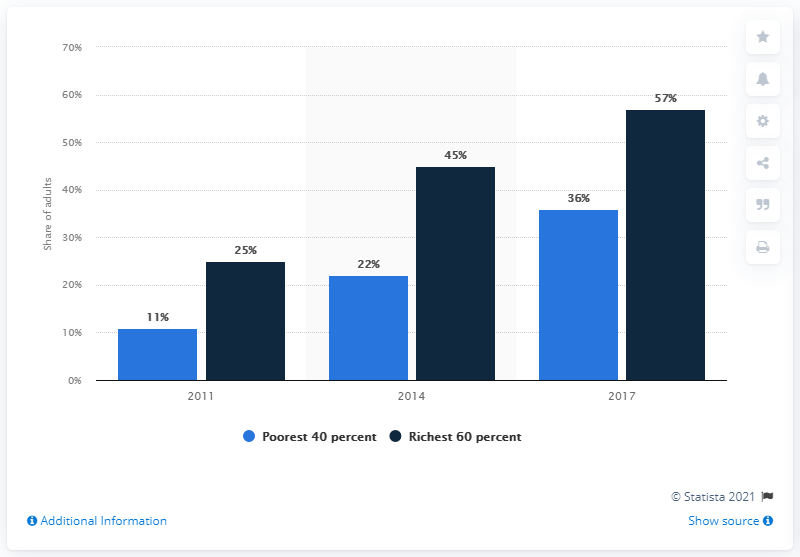 70%
60%
50%
40%
30%
20%
10%
0%
Share of adults
11%
25%
22%
45%
36%
57%
2011
2014
2017
Poorest 40 percent
Richest 60 percent
© Statista 2021
Additional Information
Show source